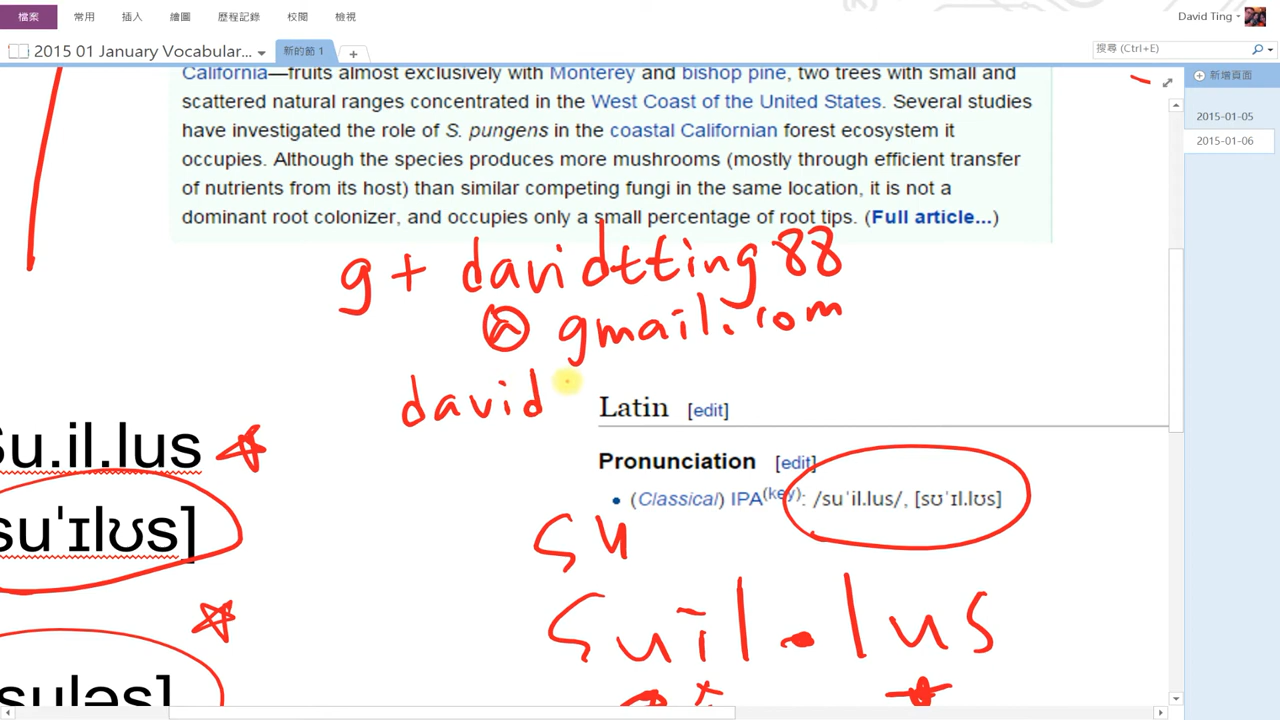 檔案 常用 插入 繪圖 歷程記錄 校閱 檢視 David Ting
2015 01 January Vocabular... 新的節 1 搜尋 (Ctrl+E)
新增頁面
2015-01-05
2015-01-06
California—fruits almost exclusively with Monterey and bishop pine, two trees with small and
scattered natural ranges concentrated in the West Coast of the United States. Several studies
have investigated the role of S. pungens in the coastal Californian forest ecosystem it
occupies. Although the species produces more mushrooms (mostly through efficient transfer
of nutrients from its host) than similar competing fungi in the same location, it is not a
dominant root colonizer, and occupies only a small percentage of root tips. (Full article...)
g + davidtting 88
@ gmail.com
david
Latin [edit]
Su.il.lus
Pronunciation [edit]
(Classical) IPA(key): /suˈil.lus/, [sʊˈɪl.lʊs]
suˈɪlʊs]
su
suil.lus
suləs]